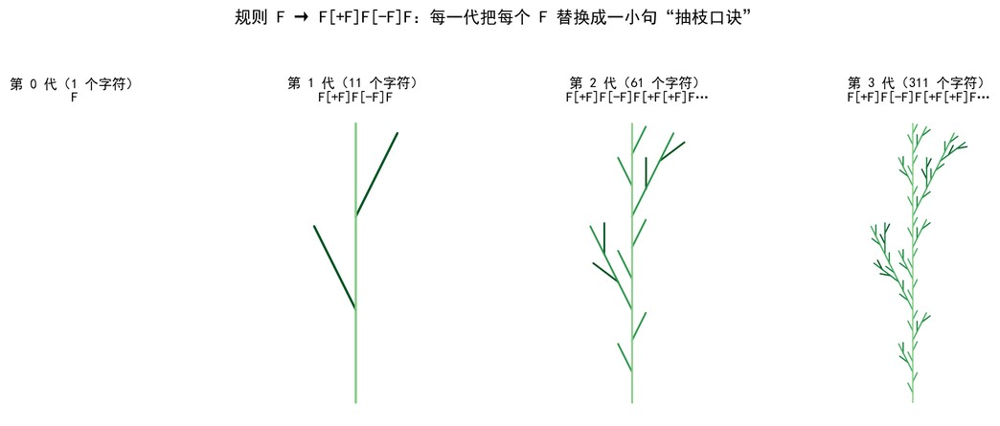 规则 F → F[+F]F[-F]F：每一代把每个 F 替换成一小句“抽枝口诀”
第 0 代（1 个字符）
F
第 1 代（11 个字符）
F[+F]F[-F]F
第 2 代（61 个字符）
F[+F]F[-F]F[+F[+F]F⋯
第 3 代（311 个字符）
F[+F]F[-F]F[+F[+F]F⋯